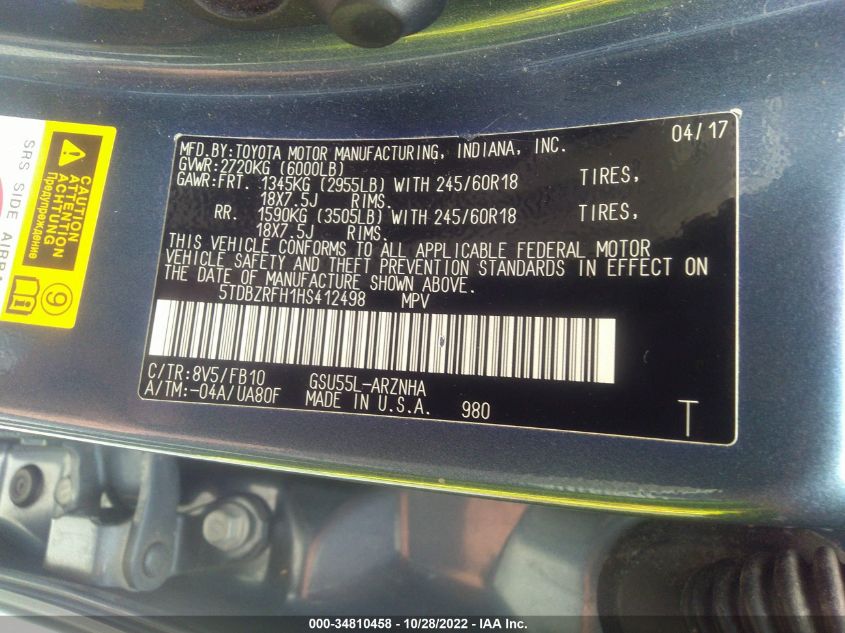 MFD.BY:TOYOTA MOTOR MANUFACTURING, INDIANA, INC. 04/17
GVWR:2720KG (6000LB)
GAWR:FRT. 1345KG (2955LB) WITH 245/60R18 TIRES,
18X7.5J RIMS.
RR. 1590KG (3505LB) WITH 245/60R18 TIRES,
18X7.5J RIMS.
THIS VEHICLE CONFORMS TO ALL APPLICABLE FEDERAL MOTOR
VEHICLE SAFETY AND THEFT PREVENTION STANDARDS IN EFFECT ON
THE DATE OF MANUFACTURE SHOWN ABOVE.
5TDBZRFH1HS412498 MPV
C/TR:8V5/FB10 GSU55L-ARZNHA
A/TM:-04A/UA80F MADE IN U.S.A. 980 T
CAUTION
ATTENTION
ACHTUNG
Предупреждение
SRS SIDE AIRBA
000-34810458 - 10/28/2022 - IAA Inc.